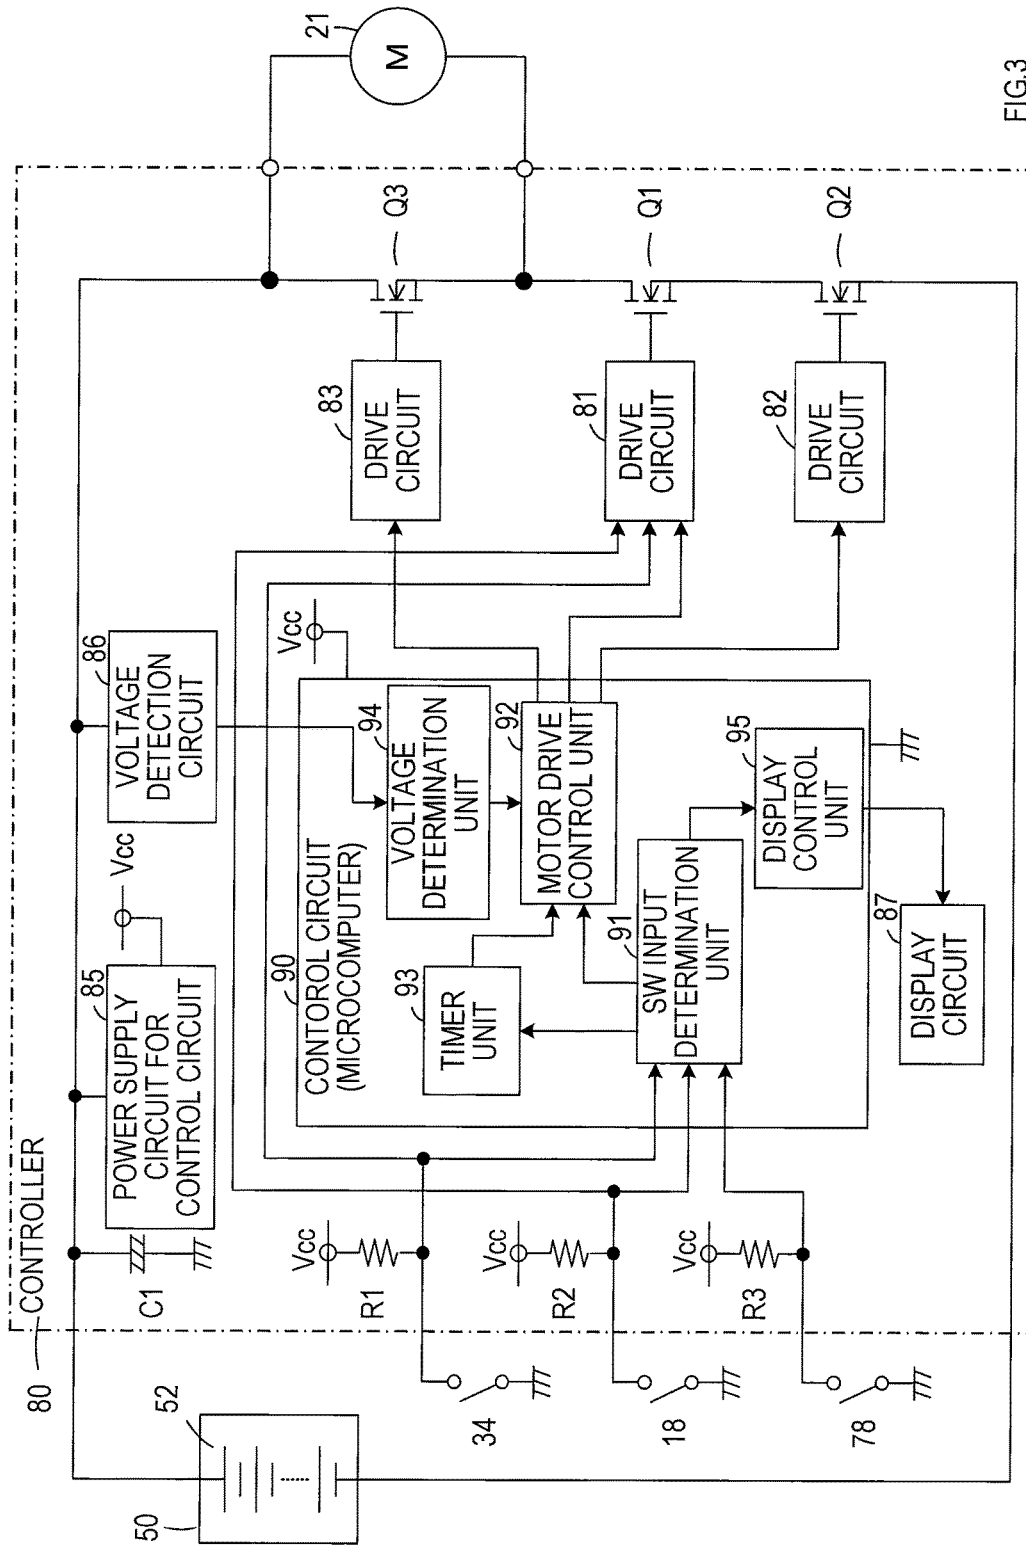 FIG.3
80
CONTROLLER
50
52
C1
85
POWER SUPPLY
CIRCUIT FOR
CONTROL CIRCUIT
Vcc
86
VOLTAGE
DETECTION
CIRCUIT
21
M
Vcc
R1
34
Vcc
R2
18
Vcc
R3
78
90
CONTOROL CIRCUIT
(MICROCOMPUTER)
Vcc
94
VOLTAGE
DETERMINATION
UNIT
93
TIMER
UNIT
92
MOTOR DRIVE
CONTROL UNIT
91
SW INPUT
DETERMINATION
UNIT
95
DISPLAY
CONTROL
UNIT
87
DISPLAY
CIRCUIT
83
DRIVE
CIRCUIT
Q3
81
DRIVE
CIRCUIT
Q1
82
DRIVE
CIRCUIT
Q2